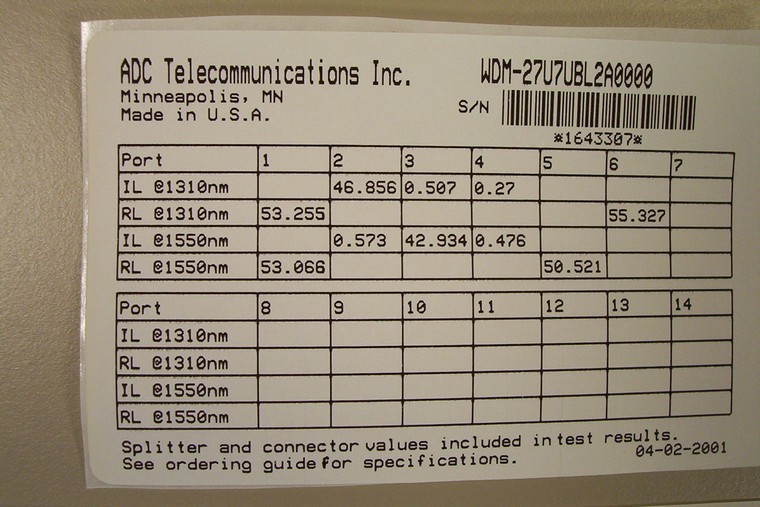 ADC Telecommunications Inc. WDM-27U7UBL2A0000
Minneapolis, MN
Made in U.S.A. S/N
*1643307*
Port 1 2 3 4 5 6 7
IL @1310nm 46.856 0.507 0.27
RL @1310nm 53.255 55.327
IL @1550nm 0.573 42.934 0.476
RL @1550nm 53.066 50.521
Port 8 9 10 11 12 13 14
IL @1310nm
RL @1310nm
IL @1550nm
RL @1550nm
Splitter and connector values included in test results.
See ordering guide for specifications. 04-02-2001